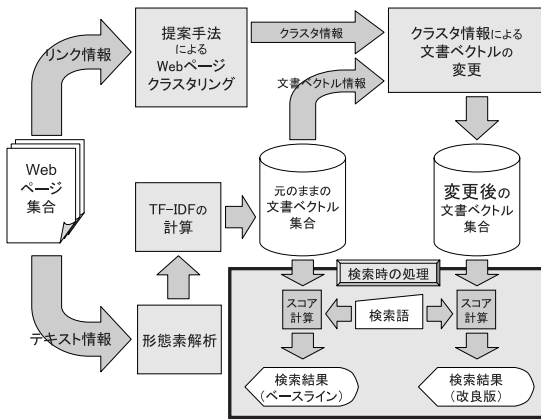 リンク情報
提案手法
による
Webページ
クラスタリング
クラスタ情報
クラスタ情報による
文書ベクトルの
変更
文書ベクトル情報
Web
ページ
集合
TF-IDFの
計算
元のままの
文書ベクトル
集合
変更後の
文書ベクトル
集合
テキスト情報
形態素解析
検索時の処理
スコア
計算
検索語
スコア
計算
検索結果
(ベースライン)
検索結果
(改良版)